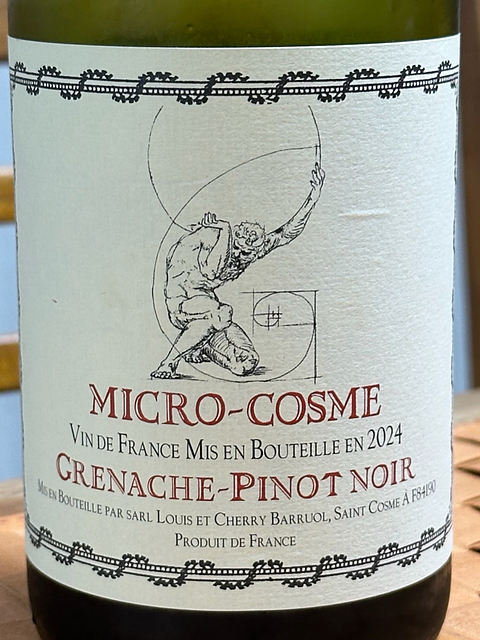 MICRO-COSME
VIN DE FRANCE MIS EN BOUTEILLE EN 2024
GRENACHE-PINOT NOIR
MIS EN BOUTEILLE PAR SARL LOUIS ET CHERRY BARRUOL, SAINT COSME À F84190
PRODUIT DE FRANCE